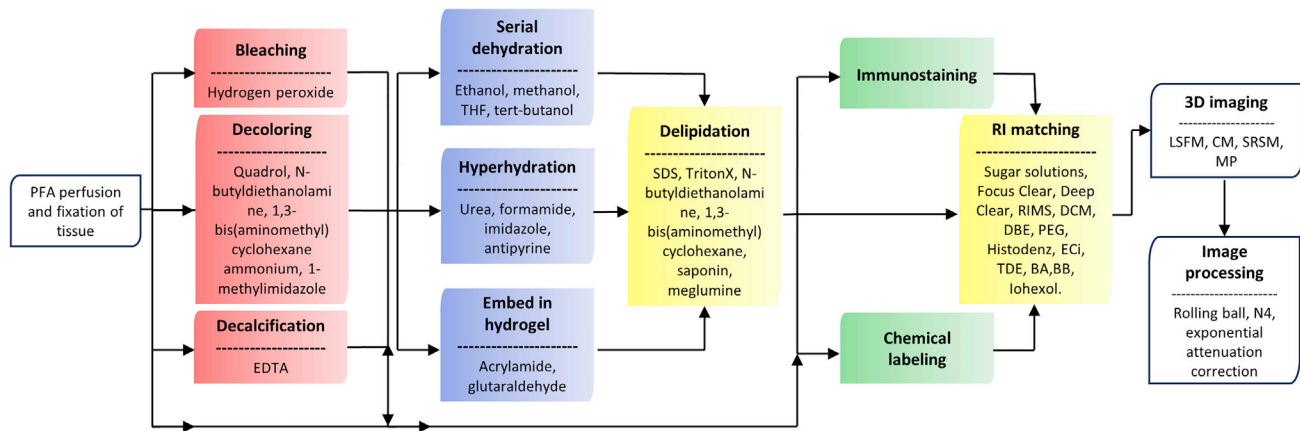 PFA perfusion
and fixation of
tissue
Bleaching
------------------------
Hydrogen peroxide
Decoloring
------------------------
Quadrol, N-
butyldiethanolam
ine, 1,3-
bis(aminomethyl)
cyclohexane
ammonium, 1-
methylimidazole
Decalcification
------------------------
EDTA
Serial
dehydration
------------------------
Ethanol, methanol,
THF, tert-butanol
Hyperhydration
------------------------
Urea, formamide,
imidazole,
antipyrine
Embed in
hydrogel
------------------------
Acrylamide,
glutaraldehyde
Delipidation
------------------------
SDS, TritonX, N-
butyldiethanolam
ine, 1,3-
bis(aminomethyl)
cyclohexane,
saponin,
meglumine
Immunostaining
Chemical
labeling
RI matching
------------------------
Sugar solutions,
Focus Clear, Deep
Clear, RIMS, DCM,
DBE, PEG,
Histodenz, ECi,
TDE, BA,BB,
Iohexol.
3D imaging
--------------------
LSFM, CM, SRSM,
MP
Image
processing
----------------------
Rolling ball, N4,
exponential
attenuation
correction